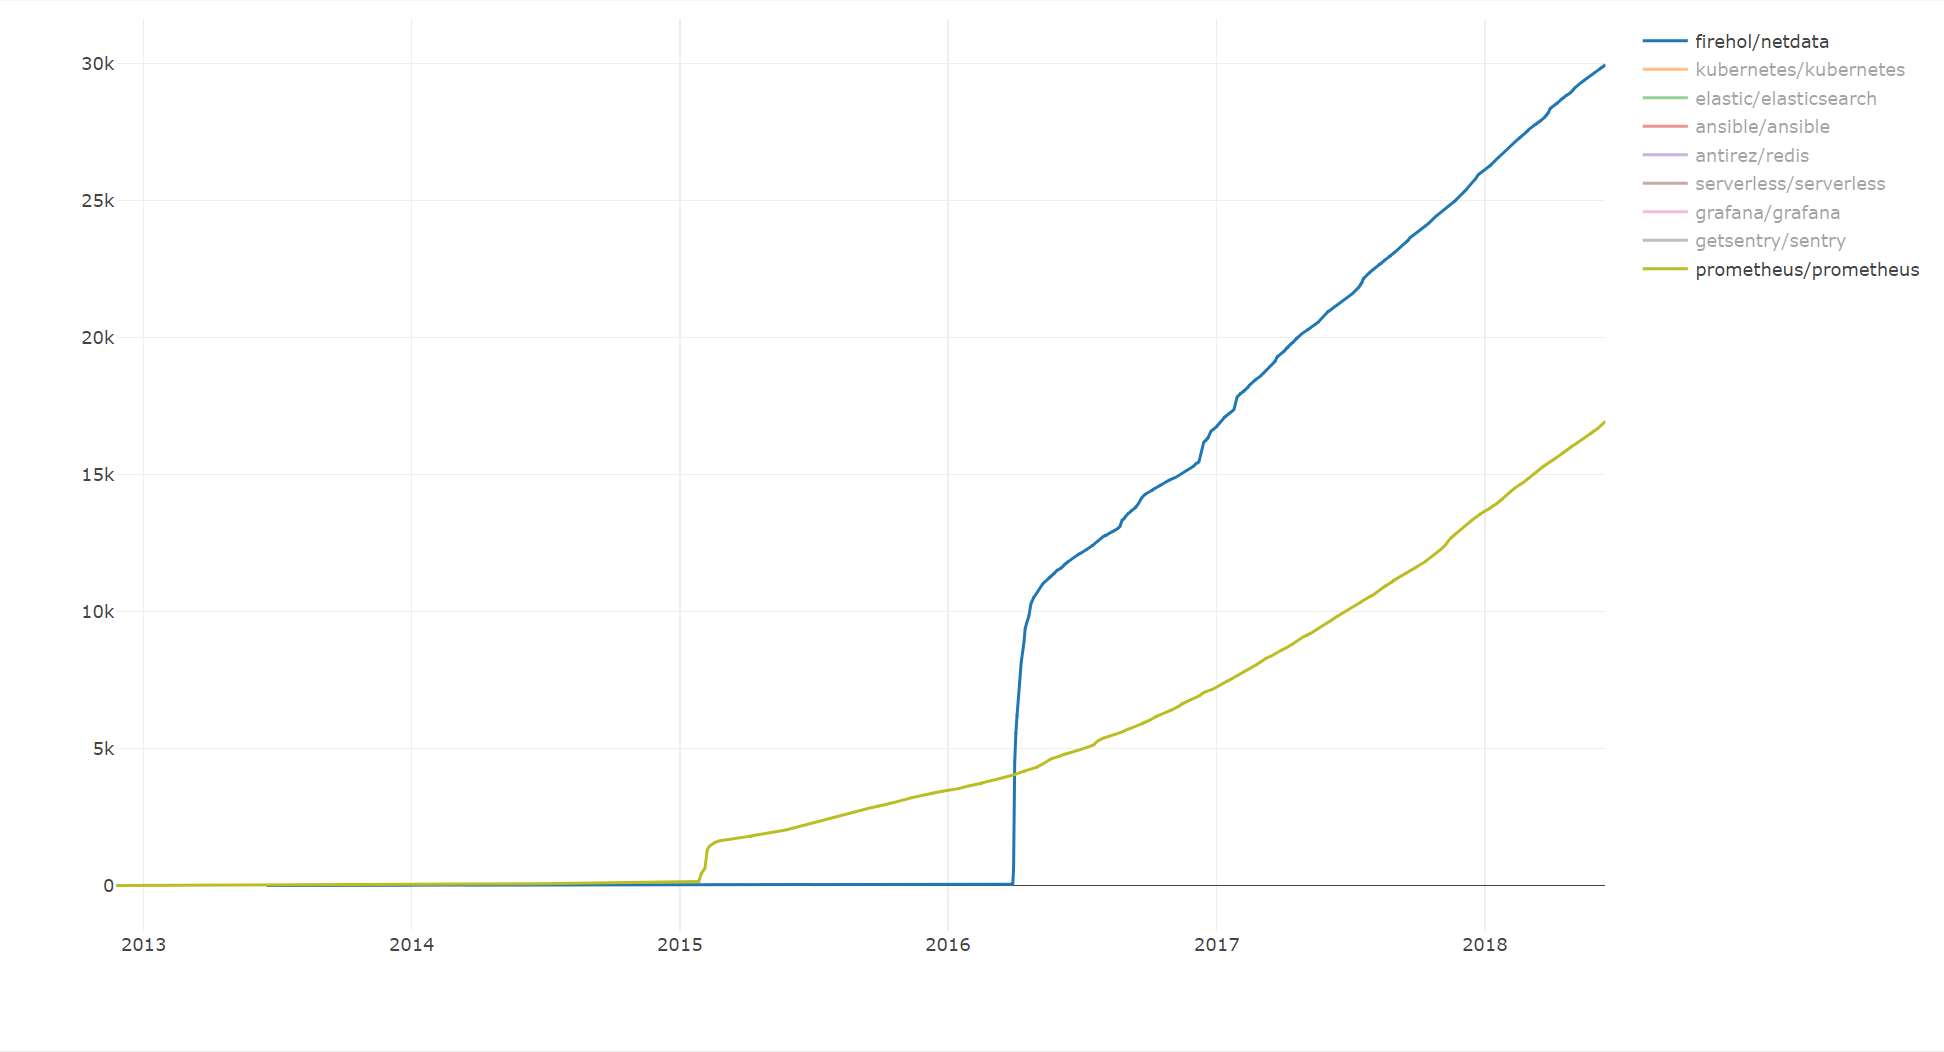 30k
25k
20k
15k
10k
5k
0
2013 2014 2015 2016 2017 2018
firehol/netdata
kubernetes/kubernetes
elastic/elasticsearch
ansible/ansible
antirez/redis
serverless/serverless
grafana/grafana
getsentry/sentry
prometheus/prometheus